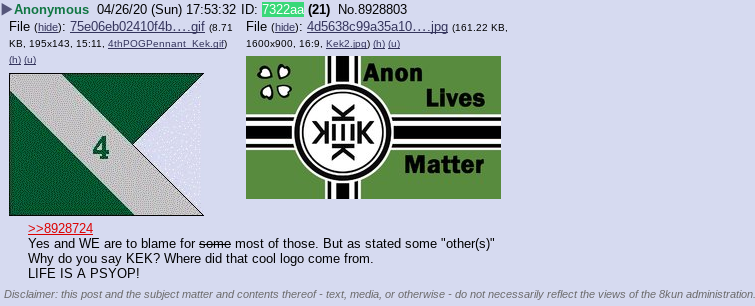 ▶Anonymous 04/26/20 (Sun) 17:53:32 ID: 7322aa (21) No.8928803
File (hide): 75e06eb02410f4b….gif (8.71 KB, 195x143, 15:11, 4thPOGPennant_Kek.gif) (h) (u)
4
File (hide): 4d5638c99a35a10….jpg (161.22 KB, 1600x900, 16:9, Kek2.jpg) (h) (u)
Anon
Lives
KEK
Matter
>>8928724
Yes and WE are to blame for some most of those. But as stated some "other(s)"
Why do you say KEK? Where did that cool logo come from.
LIFE IS A PSYOP!
Disclaimer: this post and the subject matter and contents thereof - text, media, or otherwise - do not necessarily reflect the views of the 8kun administration.